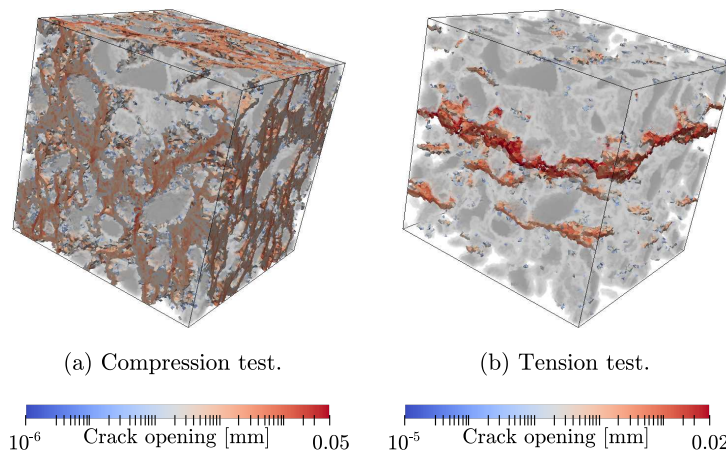 (a) Compression test.
(b) Tension test.
10-6 Crack opening [mm] 0.05
10-5 Crack opening [mm] 0.02